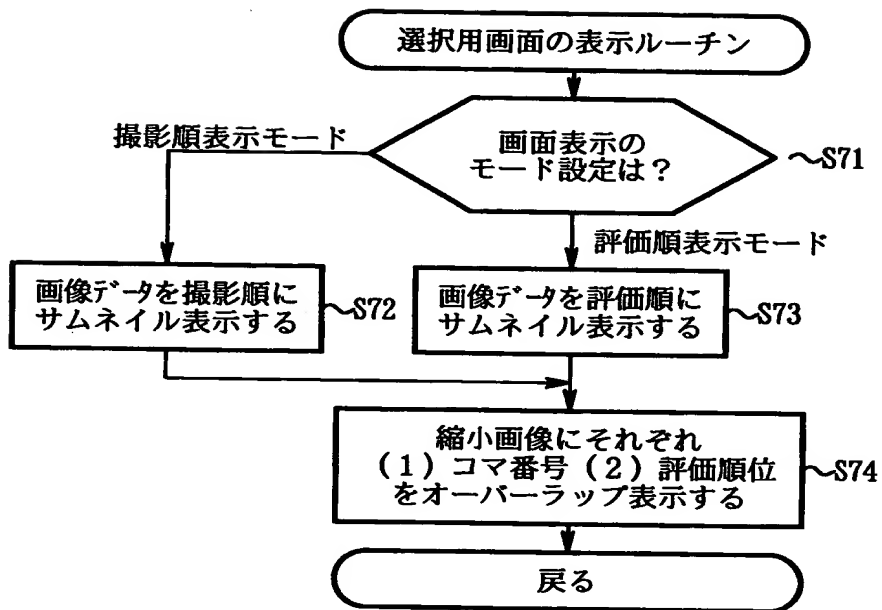 選択用画面の表示ルーチン
撮影順表示モード
画面表示の
モード設定は？
S71
評価順表示モード
画像データを撮影順に
サムネイル表示する
S72
画像データを評価順に
サムネイル表示する
S73
縮小画像にそれぞれ
（１）コマ番号（２）評価順位
をオーバーラップ表示する
S74
戻る